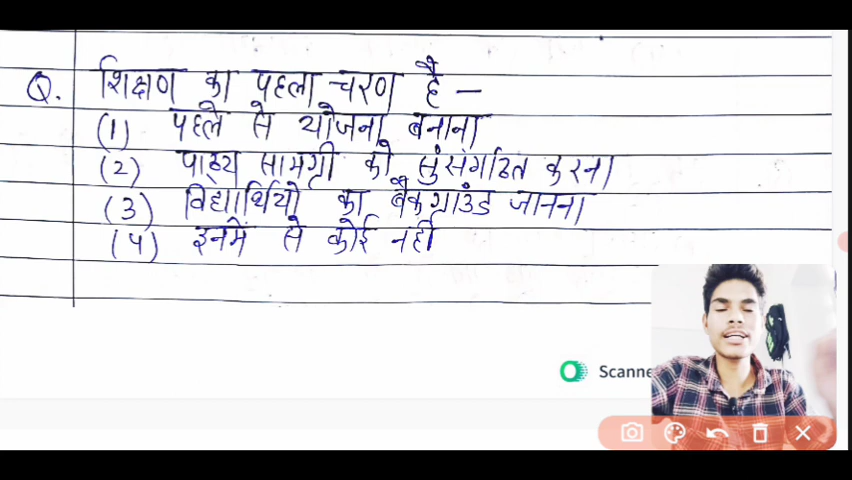 Q. शिक्षण का पहला चरण है –
(1) पहले से योजना बनाना
(2) पाठ्य सामग्री को सुसंगठित करना
(3) विद्यार्थियो का बैकग्राउंड जानना
(4) इनमें से कोई नहीं
Scanne